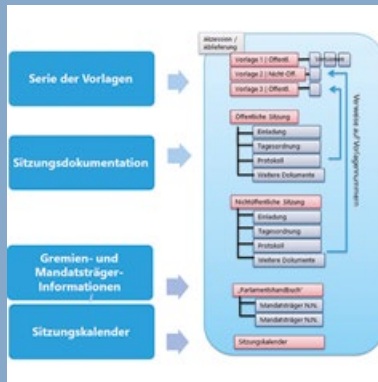 Serie der Vorlagen
Sitzungsdokumentation
Gremien- und
Mandatsträger-
Informationen
Sitzungskalender
Akzession /
Ablieferung
Vorlage 1 | Öffentl.
Versionen
Vorlage 2 | Nicht-Öff.
Vorlage 3 | Öffentl.
Öffentliche Sitzung
Einladung
Tagesordnung
Protokoll
Weitere Dokumente
Nichtöffentliche Sitzung
Einladung
Tagesordnung
Protokoll
Weitere Dokumente
„Parlamentshandbuch“
Mandatsträger N.N.
Mandatsträger N.N.
Sitzungskalender
Verweise auf Vorlagennummern